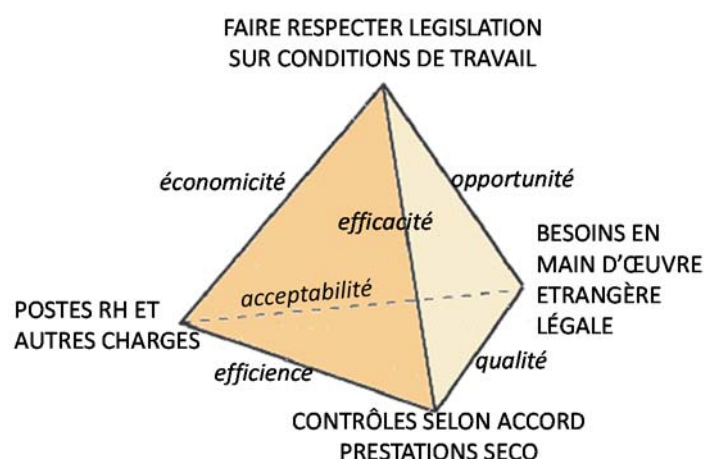 FAIRE RESPECTER LEGISLATION
SUR CONDITIONS DE TRAVAIL
économicité
opportunité
efficacité
BESOINS EN
MAIN D'ŒUVRE
ETRANGÈRE
LÉGALE
acceptabilité
POSTES RH ET
AUTRES CHARGES
efficience
qualité
CONTRÔLES SELON ACCORD
PRESTATIONS SECO